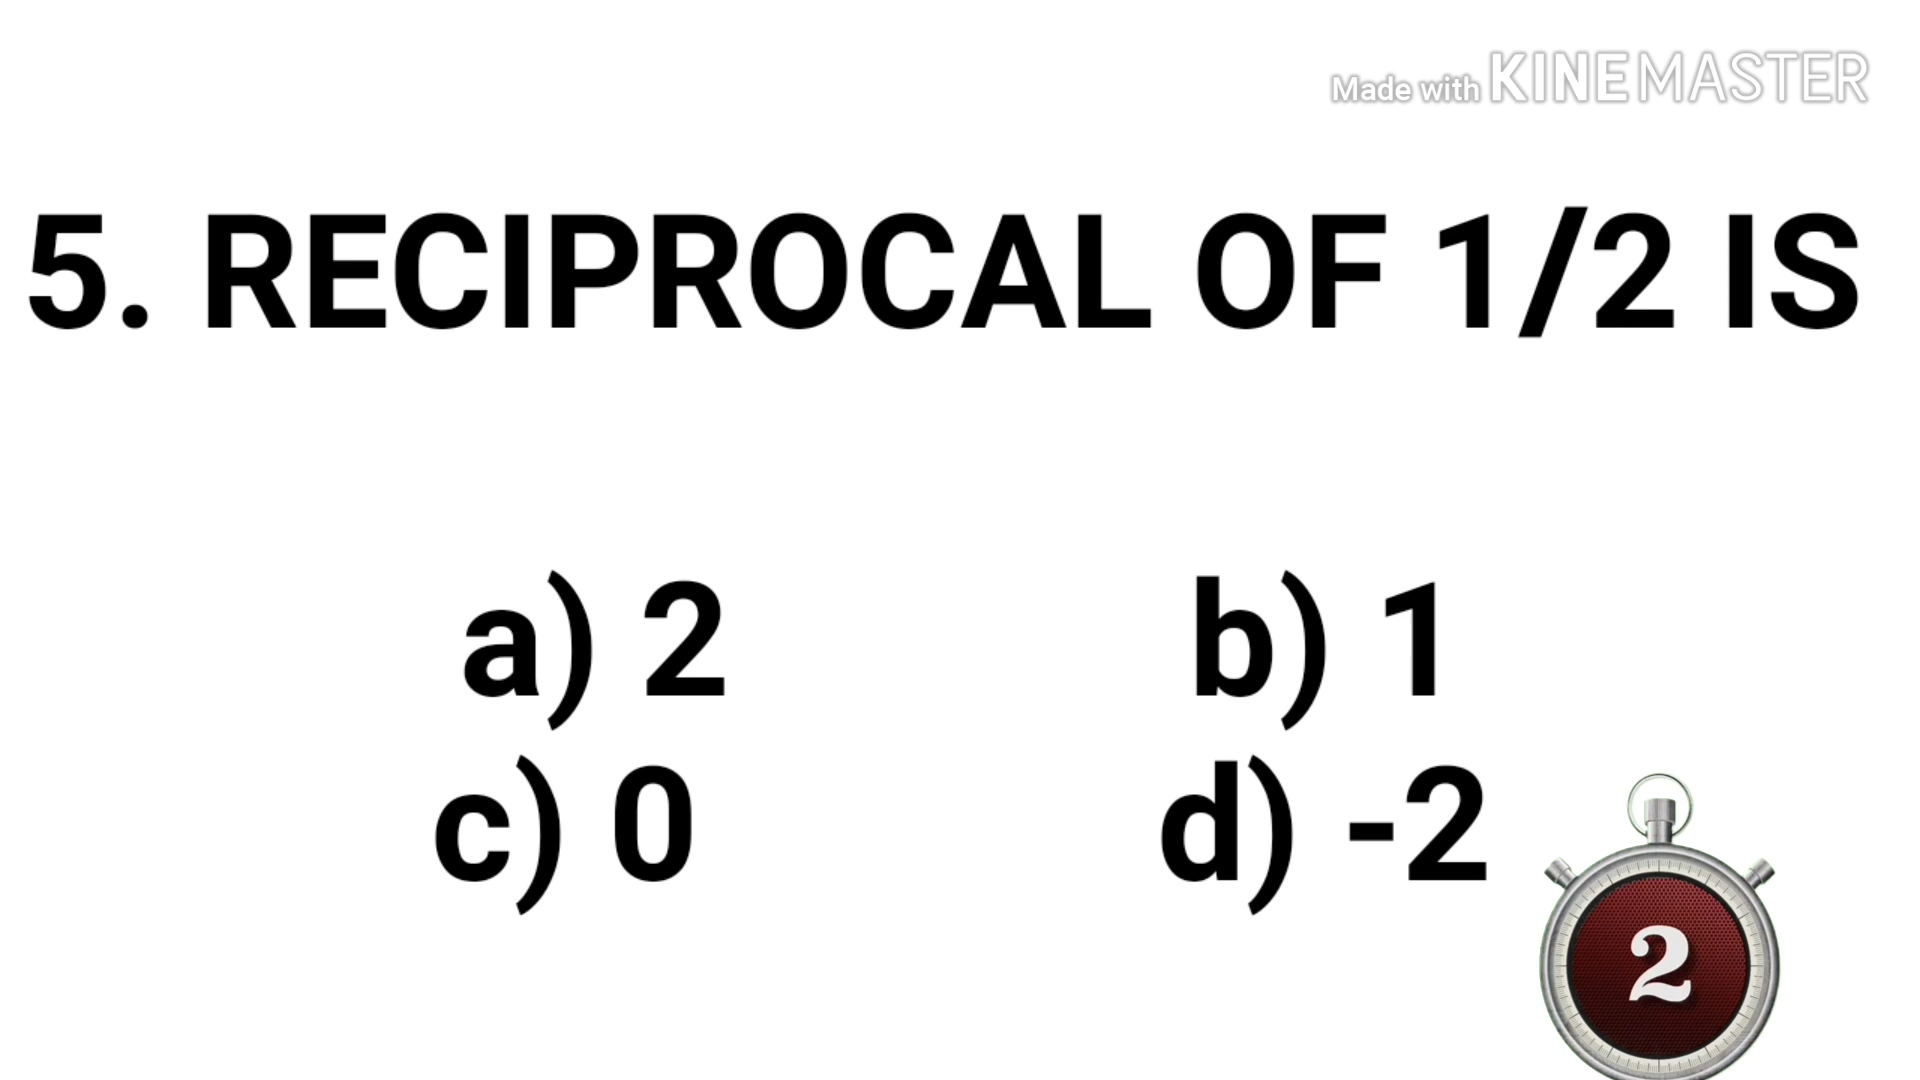 Made with KINEMASTER
5. RECIPROCAL OF 1/2 IS
a) 2 b) 1
c) 0 d) -2
2